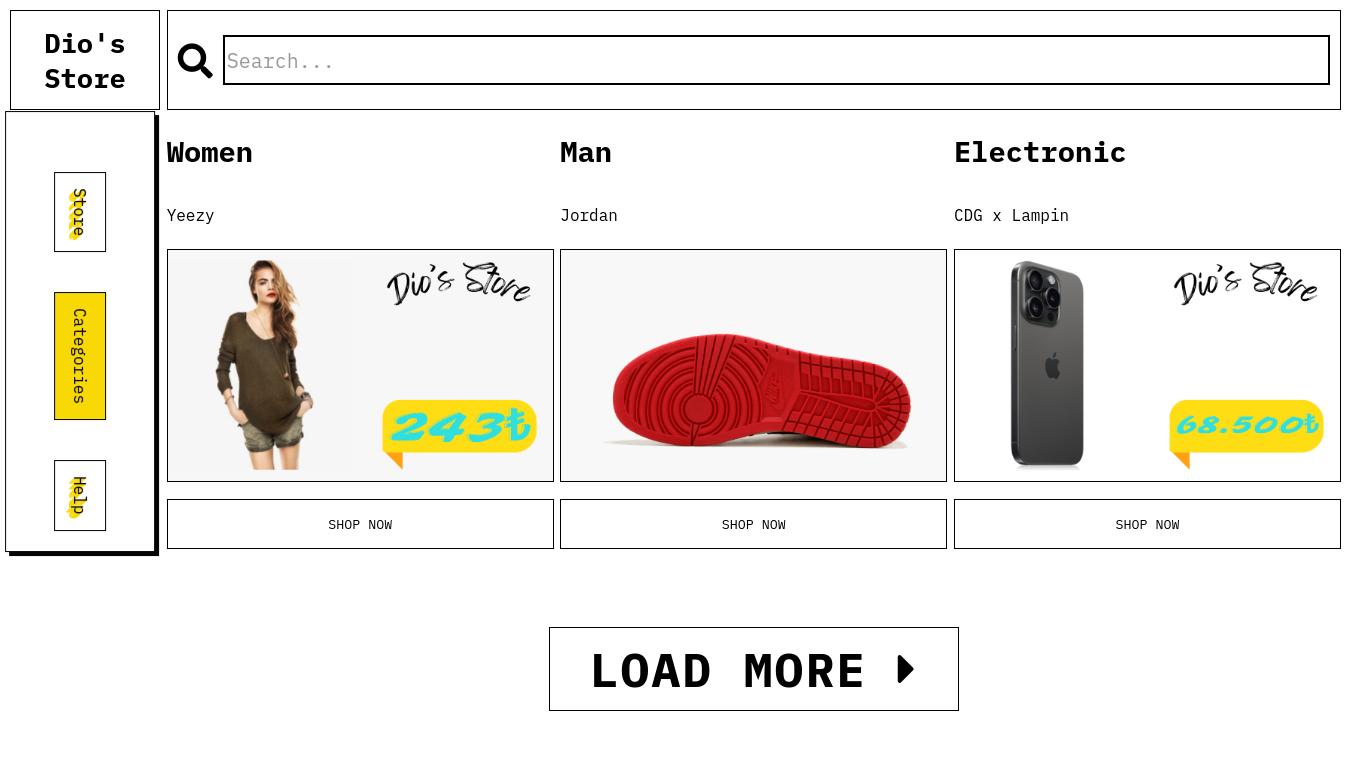 Dio's
Store
Search...
Store
Categories
Help
Women
Man
Electronic
Yeezy
Jordan
CDG x Lampin
Dio's Store
243₺
Dio's Store
68.500₺
SHOP NOW
SHOP NOW
SHOP NOW
LOAD MORE